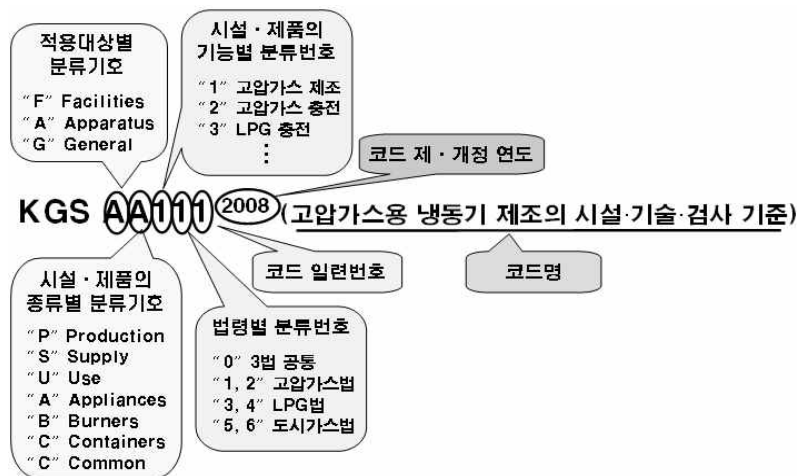 적용대상별
분류기호
“F” Facilities
“A” Apparatus
“G” General
시설 · 제품의
기능별 분류번호
“1” 고압가스 제조
“2” 고압가스 충전
“3” LPG 충전
⋮
코드 제 · 개정 연도
KGS AA111 2008 (고압가스용 냉동기 제조의 시설·기술·검사 기준)
시설 · 제품의
종류별 분류기호
“P” Production
“S” Supply
“U” Use
“A” Appliances
“B” Burners
“C” Containers
“C” Common
법령별 분류번호
“0” 3법 공통
“1, 2” 고압가스법
“3, 4” LPG법
“5, 6” 도시가스법
코드 일련번호
코드명